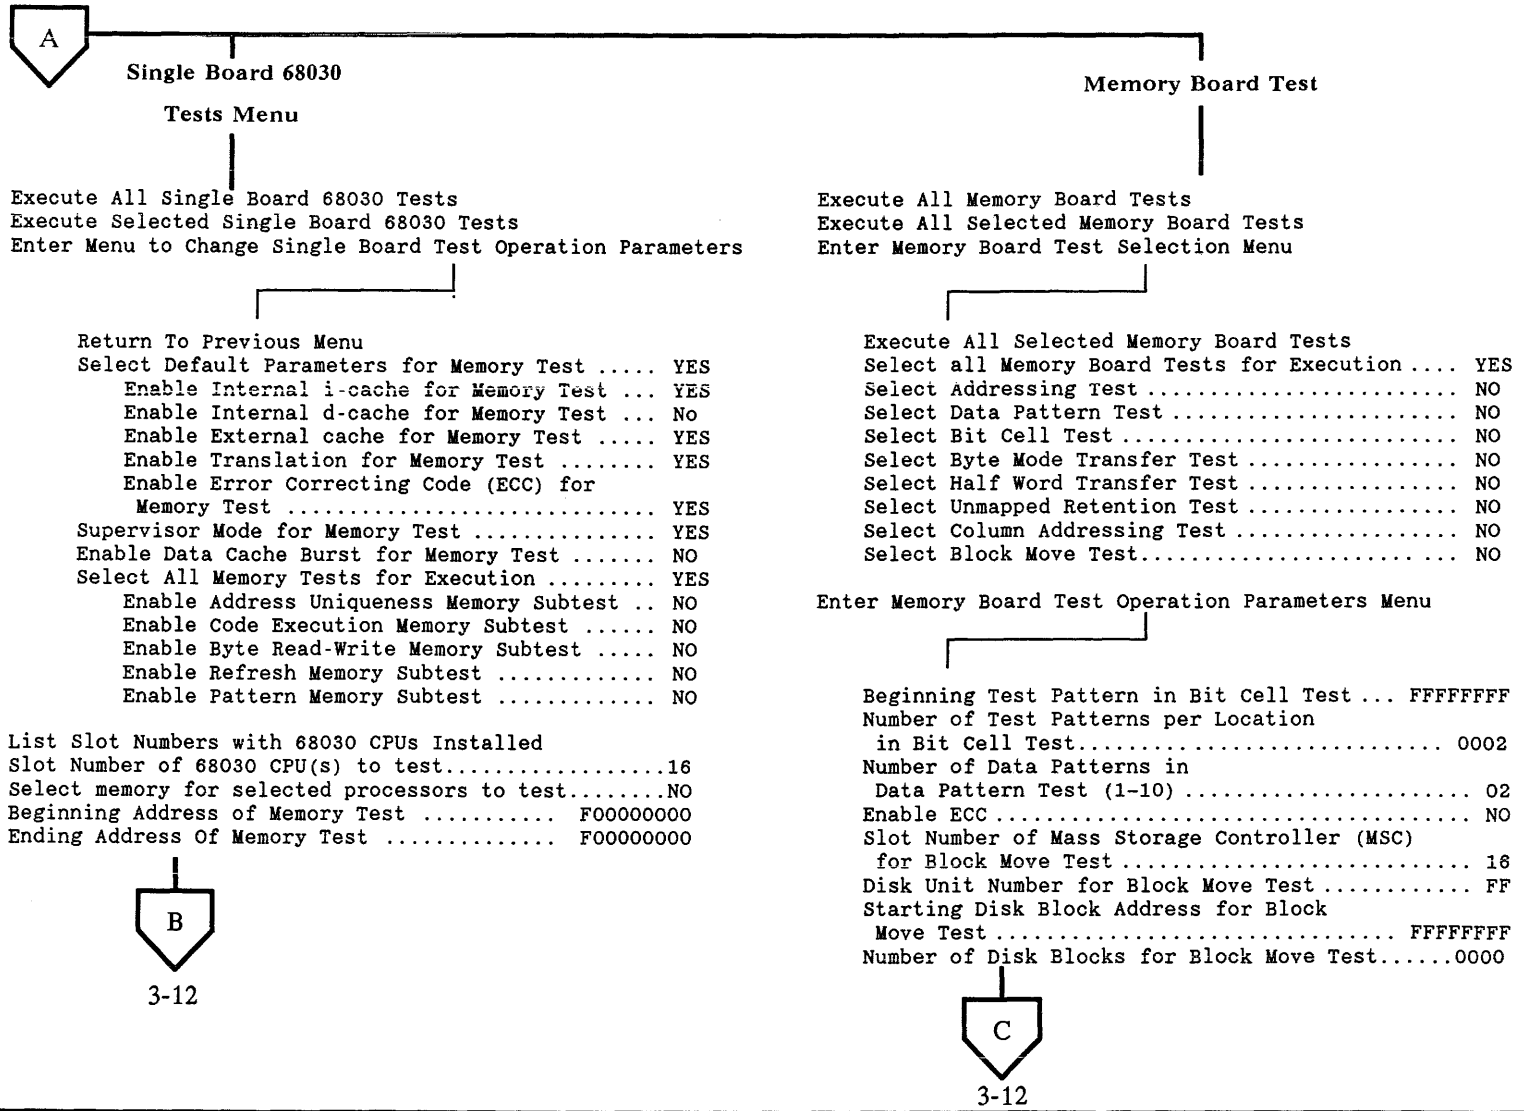 A
Single Board 68030
Tests Menu
Execute All Single Board 68030 Tests
Execute Selected Single Board 68030 Tests
Enter Menu to Change Single Board Test Operation Parameters
Return To Previous Menu
Select Default Parameters for Memory Test ..... YES
Enable Internal i-cache for Memory Test ... YES
Enable Internal d-cache for Memory Test ... No
Enable External cache for Memory Test ..... YES
Enable Translation for Memory Test ........ YES
Enable Error Correcting Code (ECC) for
Memory Test ............................. YES
Supervisor Mode for Memory Test ............... YES
Enable Data Cache Burst for Memory Test ....... NO
Select All Memory Tests for Execution ......... YES
Enable Address Uniqueness Memory Subtest .. NO
Enable Code Execution Memory Subtest ...... NO
Enable Byte Read-Write Memory Subtest ..... NO
Enable Refresh Memory Subtest ............. NO
Enable Pattern Memory Subtest ............. NO
List Slot Numbers with 68030 CPUs Installed
Slot Number of 68030 CPU(s) to test...................16
Select memory for selected processors to test........NO
Beginning Address of Memory Test ........... F00000000
Ending Address Of Memory Test .............. F00000000
B
3-12
Memory Board Test
Execute All Memory Board Tests
Execute All Selected Memory Board Tests
Enter Memory Board Test Selection Menu
Execute All Selected Memory Board Tests
Select all Memory Board Tests for Execution .... YES
Select Addressing Test ........................... NO
Select Data Pattern Test ......................... NO
Select Bit Cell Test ............................. NO
Select Byte Mode Transfer Test ................... NO
Select Half Word Transfer Test ................... NO
Select Unmapped Retention Test ................... NO
Select Column Addressing Test .................... NO
Select Block Move Test............................ NO
Enter Memory Board Test Operation Parameters Menu
Beginning Test Pattern in Bit Cell Test ... FFFFFFFF
Number of Test Patterns per Location
in Bit Cell Test............................... 0002
Number of Data Patterns in
Data Pattern Test (1-10) ......................... 02
Enable ECC ......................................... NO
Slot Number of Mass Storage Controller (MSC)
for Block Move Test .............................. 16
Disk Unit Number for Block Move Test ............. FF
Starting Disk Block Address for Block
Move Test ................................ FFFFFFFF
Number of Disk Blocks for Block Move Test......0000
C
3-12